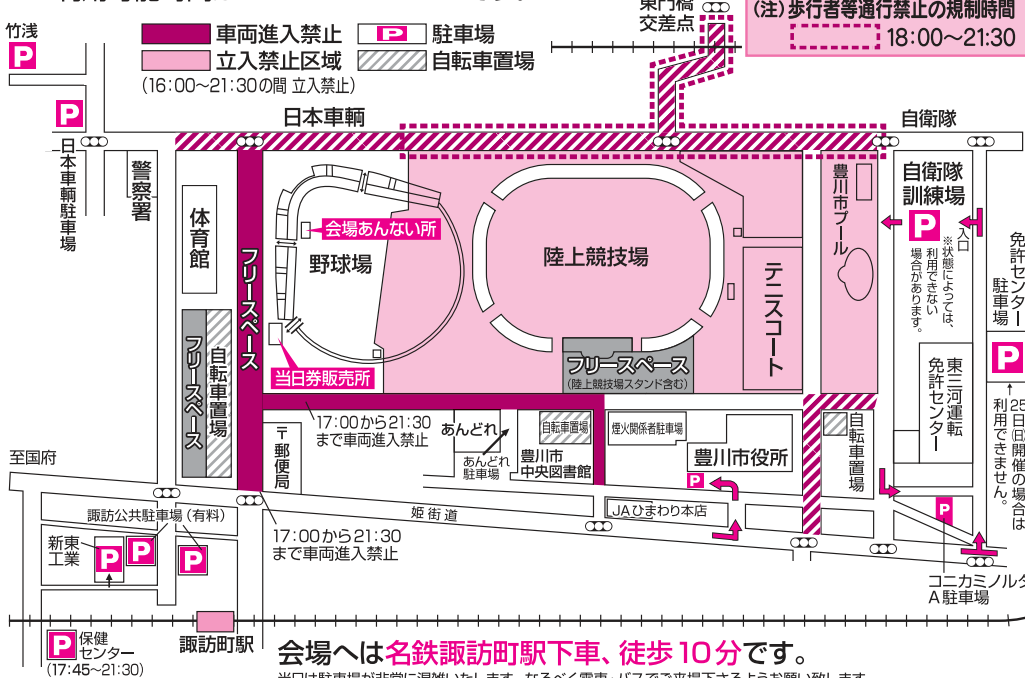 東門橋
交差点
(注)歩行者等通行禁止の規制時間
18:00〜21:30
竹浅
P
車両進入禁止
P
駐車場
立入禁止区域
自転車置場
(16:00〜21:30の間 立入禁止)
P
日本車輌
自衛隊
日本車輌駐車場
警察署
体育館
フリースペース
会場あんない所
野球場
陸上競技場
豊川市プール
テニスコート
自衛隊
訓練場
P
入口
※状態によっては、
利用できない
場合があります。
免許センター
駐車場
P
25日(日)開催の場合は
利用できません。
フリースペース
自転車置場
当日券販売所
フリースペース
(陸上競技場スタンド含む)
東三河運転
免許センター
17:00から21:30
まで車両進入禁止
〒郵便局
あんどれ
あんどれ
駐車場
自転車置場
豊川市
中央図書館
煙火関係者駐車場
豊川市役所
P
自転車置場
至国府
姫街道
JAひまわり本店
P
諏訪公共駐車場(有料)
17:00から21:30
まで車両進入禁止
新東
工業
P
P
P
コニカミノルタ
A駐車場
諏訪町駅
P
保健
センター
(17:45〜21:30)
会場へは名鉄諏訪町駅下車、徒歩10分です。